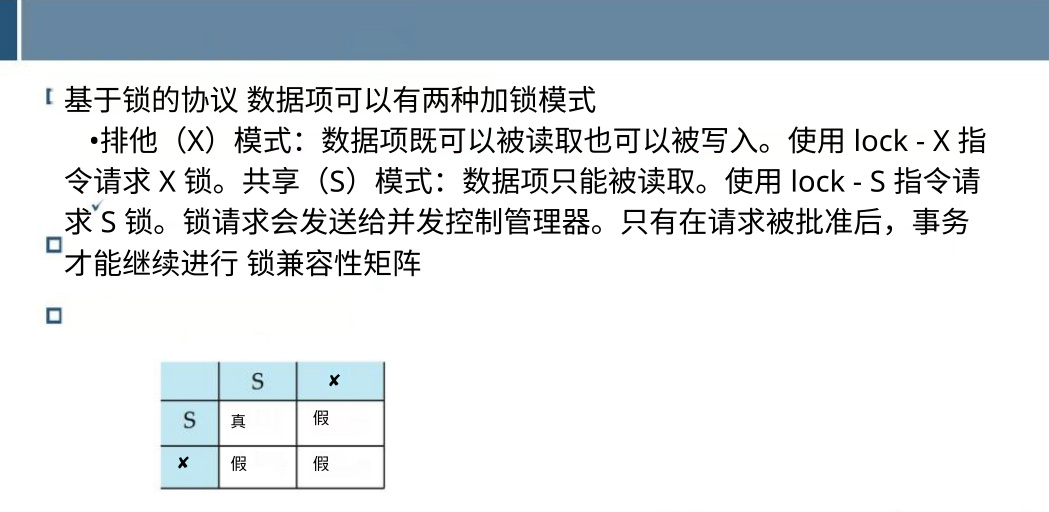 基于锁的协议 数据项可以有两种加锁模式
•排他（X）模式：数据项既可以被读取也可以被写入。使用 lock - X 指
令请求 X 锁。共享（S）模式：数据项只能被读取。使用 lock - S 指令请
求 S 锁。锁请求会发送给并发控制管理器。只有在请求被批准后，事务
才能继续进行 锁兼容性矩阵
S ✘
S 真 假
✘ 假 假